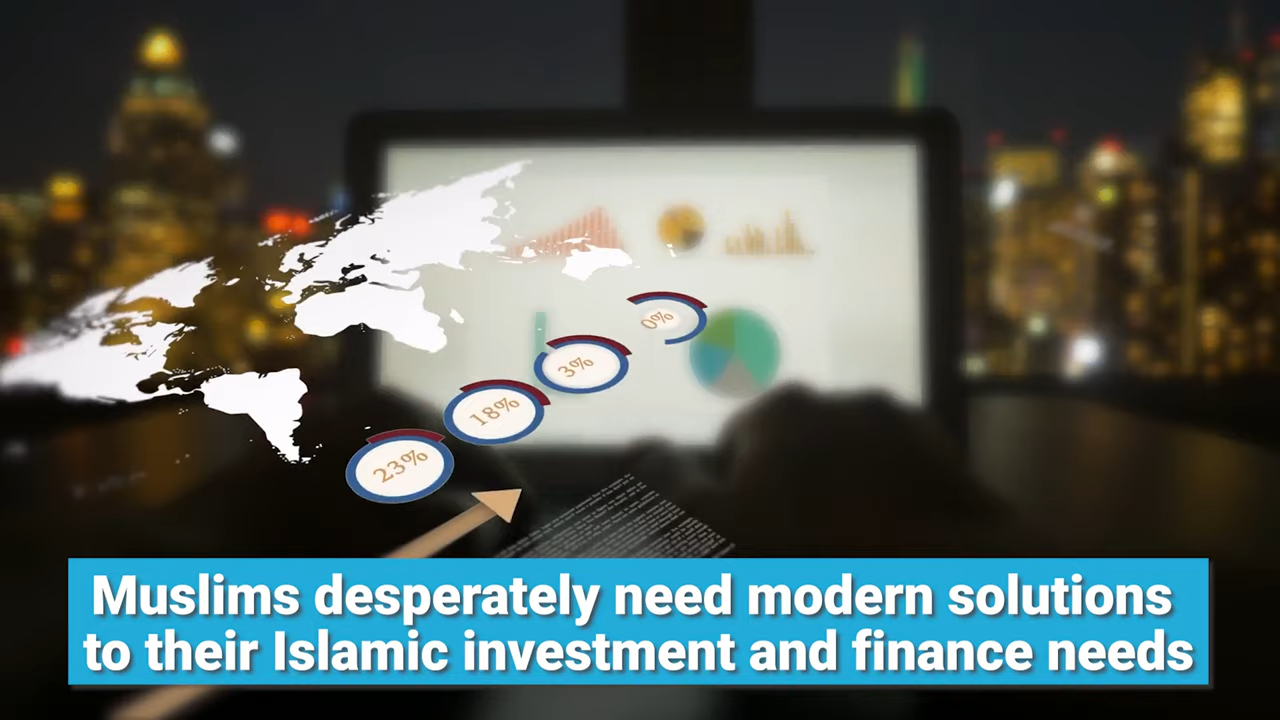 0%
3%
18%
23%
Muslims desperately need modern solutions
to their Islamic investment and finance needs